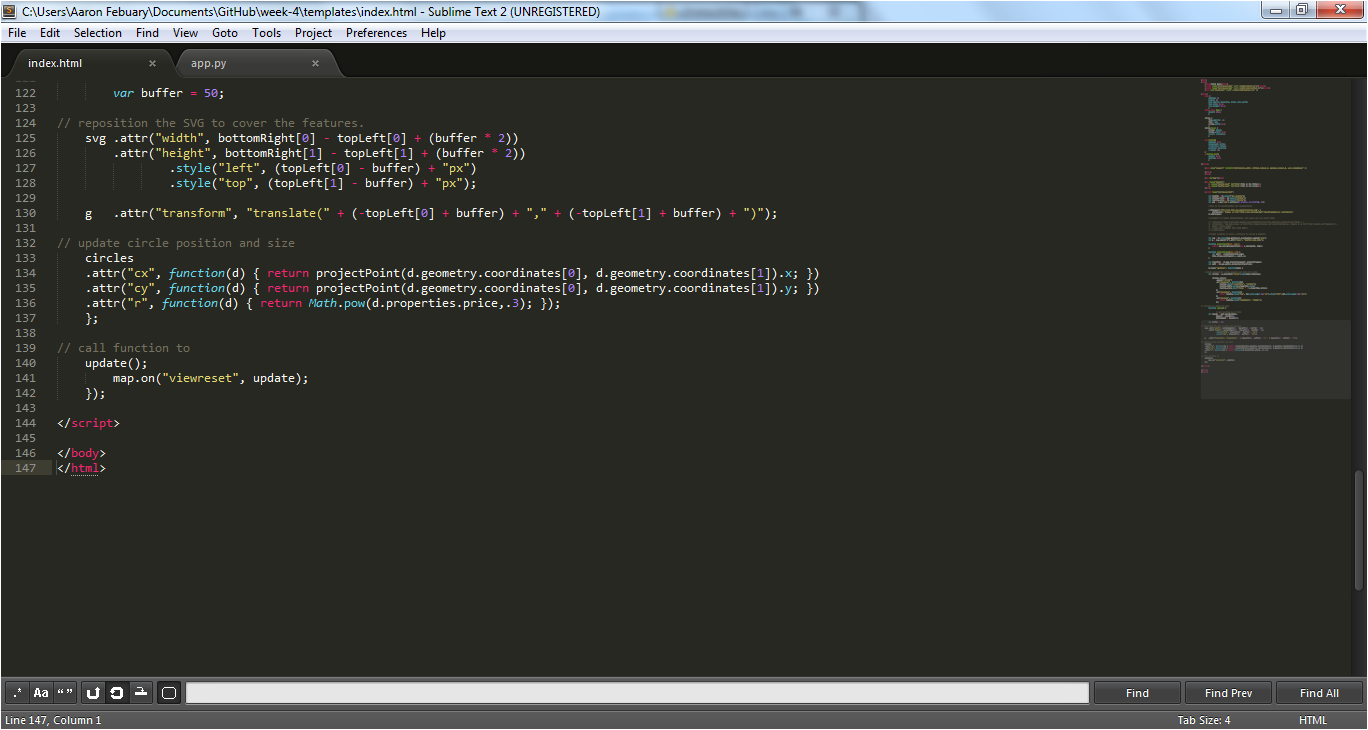 C:\Users\Aaron Febuary\Documents\GitHub\week-4\templates\index.html - Sublime Text 2 (UNREGISTERED)
File Edit Selection Find View Goto Tools Project Preferences Help
index.html × app.py ×
122 var buffer = 50;
123
124 // reposition the SVG to cover the features.
125 svg .attr("width", bottomRight[0] - topLeft[0] + (buffer * 2))
126 .attr("height", bottomRight[1] - topLeft[1] + (buffer * 2))
127 .style("left", (topLeft[0] - buffer) + "px")
128 .style("top", (topLeft[1] - buffer) + "px");
129
130 g .attr("transform", "translate(" + (-topLeft[0] + buffer) + "," + (-topLeft[1] + buffer) + ")");
131
132 // update circle position and size
133 circles
134 .attr("cx", function(d) { return projectPoint(d.geometry.coordinates[0], d.geometry.coordinates[1]).x; })
135 .attr("cy", function(d) { return projectPoint(d.geometry.coordinates[0], d.geometry.coordinates[1]).y; })
136 .attr("r", function(d) { return Math.pow(d.properties.price,.3); });
137 };
138
139 // call function to
140 update();
141 map.on("viewreset", update);
142 });
143
144 </script>
145
146 </body>
147 </html>
.* Aa “” Find Find Prev Find All
Line 147, Column 1 Tab Size: 4 HTML